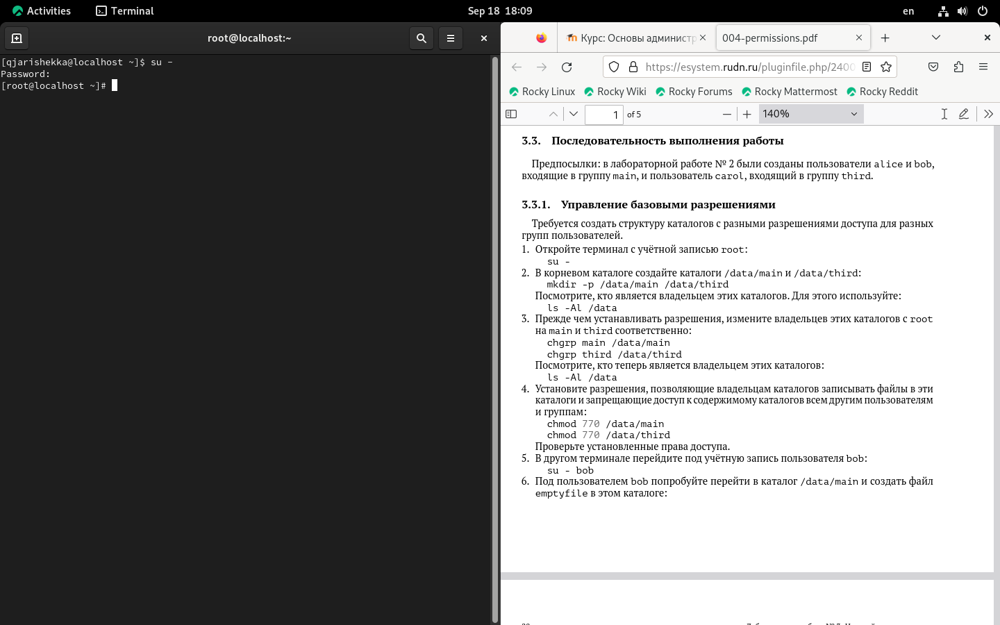 Activities
Terminal
Sep 18 18:09
en
root@localhost:~
[qjarishekka@localhost ~]$ su -
Password:
[root@localhost ~]#
Курс: Основы администр
004-permissions.pdf
https://esystem.rudn.ru/pluginfile.php/2400
Rocky Linux
Rocky Wiki
Rocky Forums
Rocky Mattermost
Rocky Reddit
1 of 5
140%
3.3. Последовательность выполнения работы
Предпосылки: в лабораторной работе № 2 были созданы пользователи alice и bob,
входящие в группу main, и пользователь carol, входящий в группу third.
3.3.1. Управление базовыми разрешениями
Требуется создать структуру каталогов с разными разрешениями доступа для разных
групп пользователей.
1. Откройте терминал с учётной записью root:
su -
2. В корневом каталоге создайте каталоги /data/main и /data/third:
mkdir -p /data/main /data/third
Посмотрите, кто является владельцем этих каталогов. Для этого используйте:
ls -Al /data
3. Прежде чем устанавливать разрешения, измените владельцев этих каталогов с root
на main и third соответственно:
chgrp main /data/main
chgrp third /data/third
Посмотрите, кто теперь является владельцем этих каталогов:
ls -Al /data
4. Установите разрешения, позволяющие владельцам каталогов записывать файлы в эти
каталоги и запрещающие доступ к содержимому каталогов всем другим пользователям
и группам:
chmod 770 /data/main
chmod 770 /data/third
Проверьте установленные права доступа.
5. В другом терминале перейдите под учётную запись пользователя bob:
su - bob
6. Под пользователем bob попробуйте перейти в каталог /data/main и создать файл
emptyfile в этом каталоге: